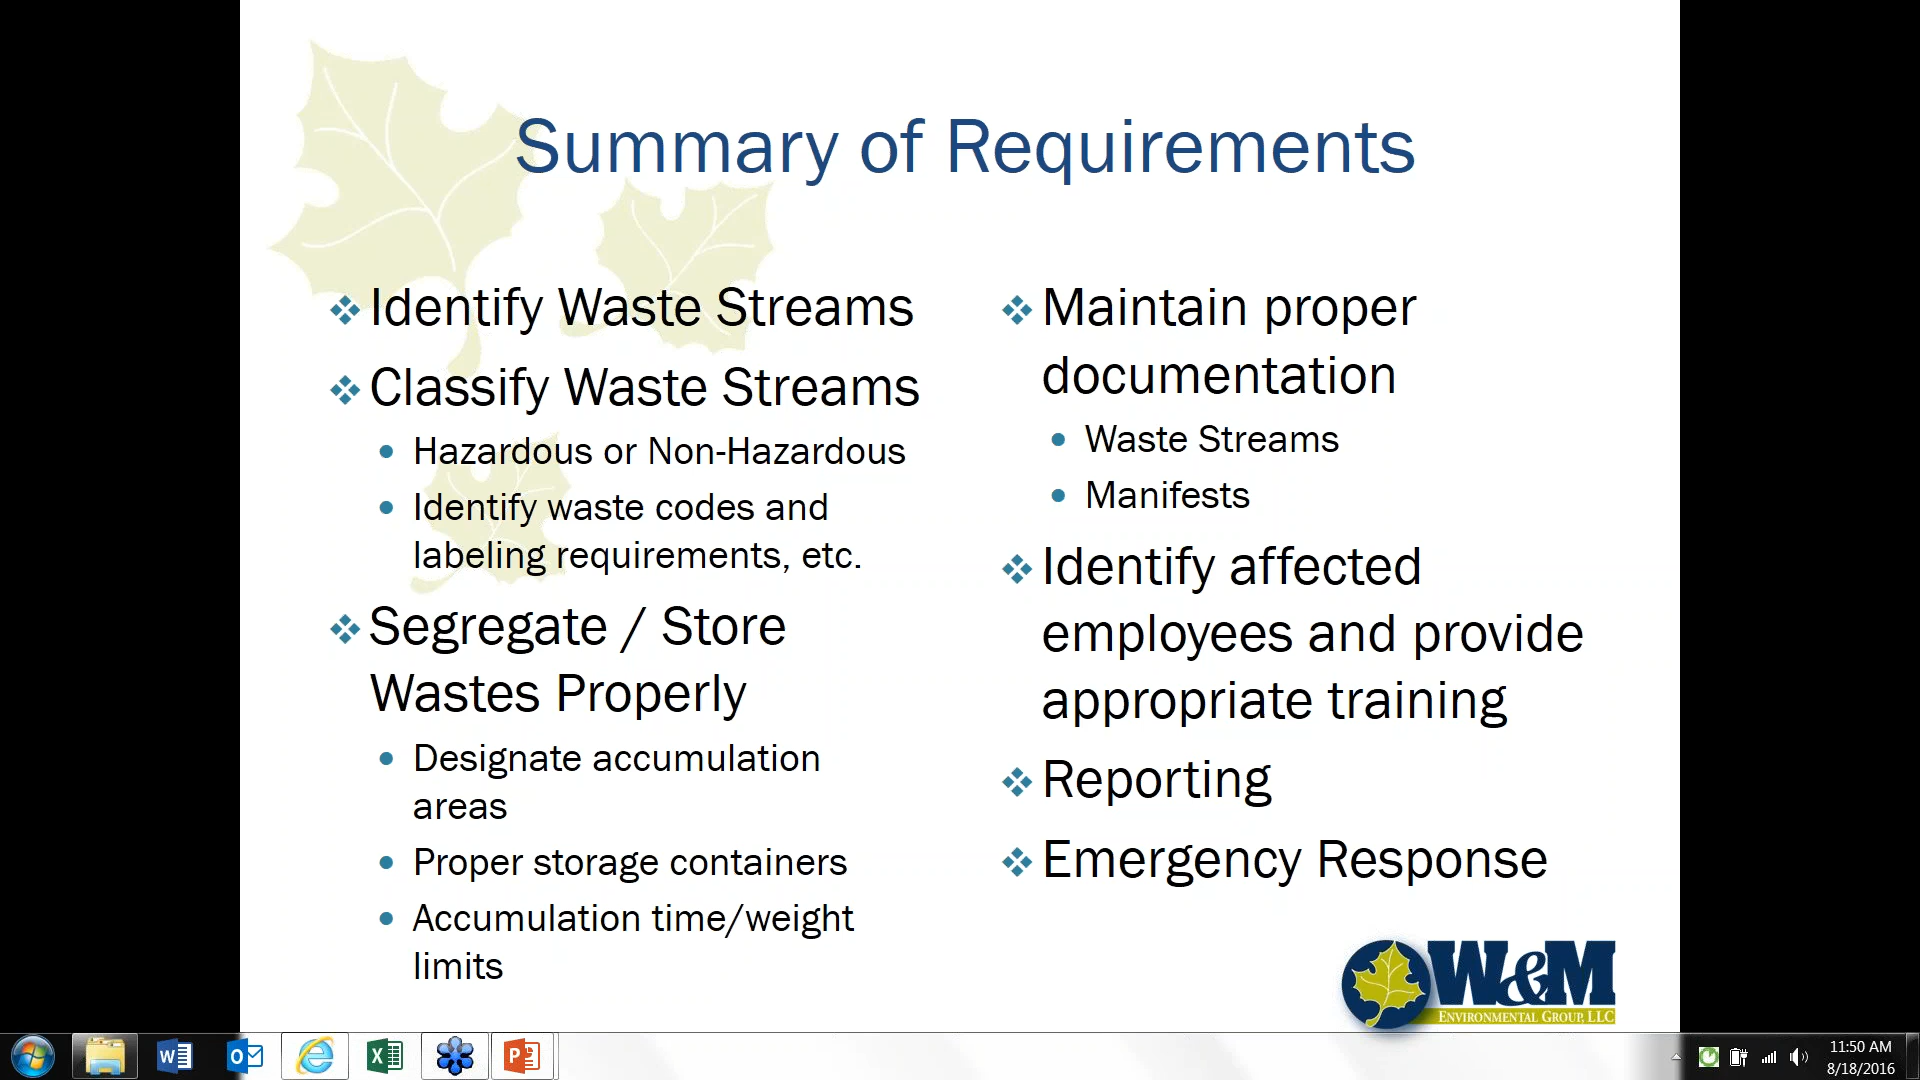 Summary of Requirements
Identify Waste Streams
Classify Waste Streams
Hazardous or Non-Hazardous
Identify waste codes and
labeling requirements, etc.
Segregate / Store
Wastes Properly
Designate accumulation
areas
Proper storage containers
Accumulation time/weight
limits
Maintain proper
documentation
Waste Streams
Manifests
Identify affected
employees and provide
appropriate training
Reporting
Emergency Response
W&M
ENVIRONMENTAL GROUP, LLC
11:50 AM
8/18/2016